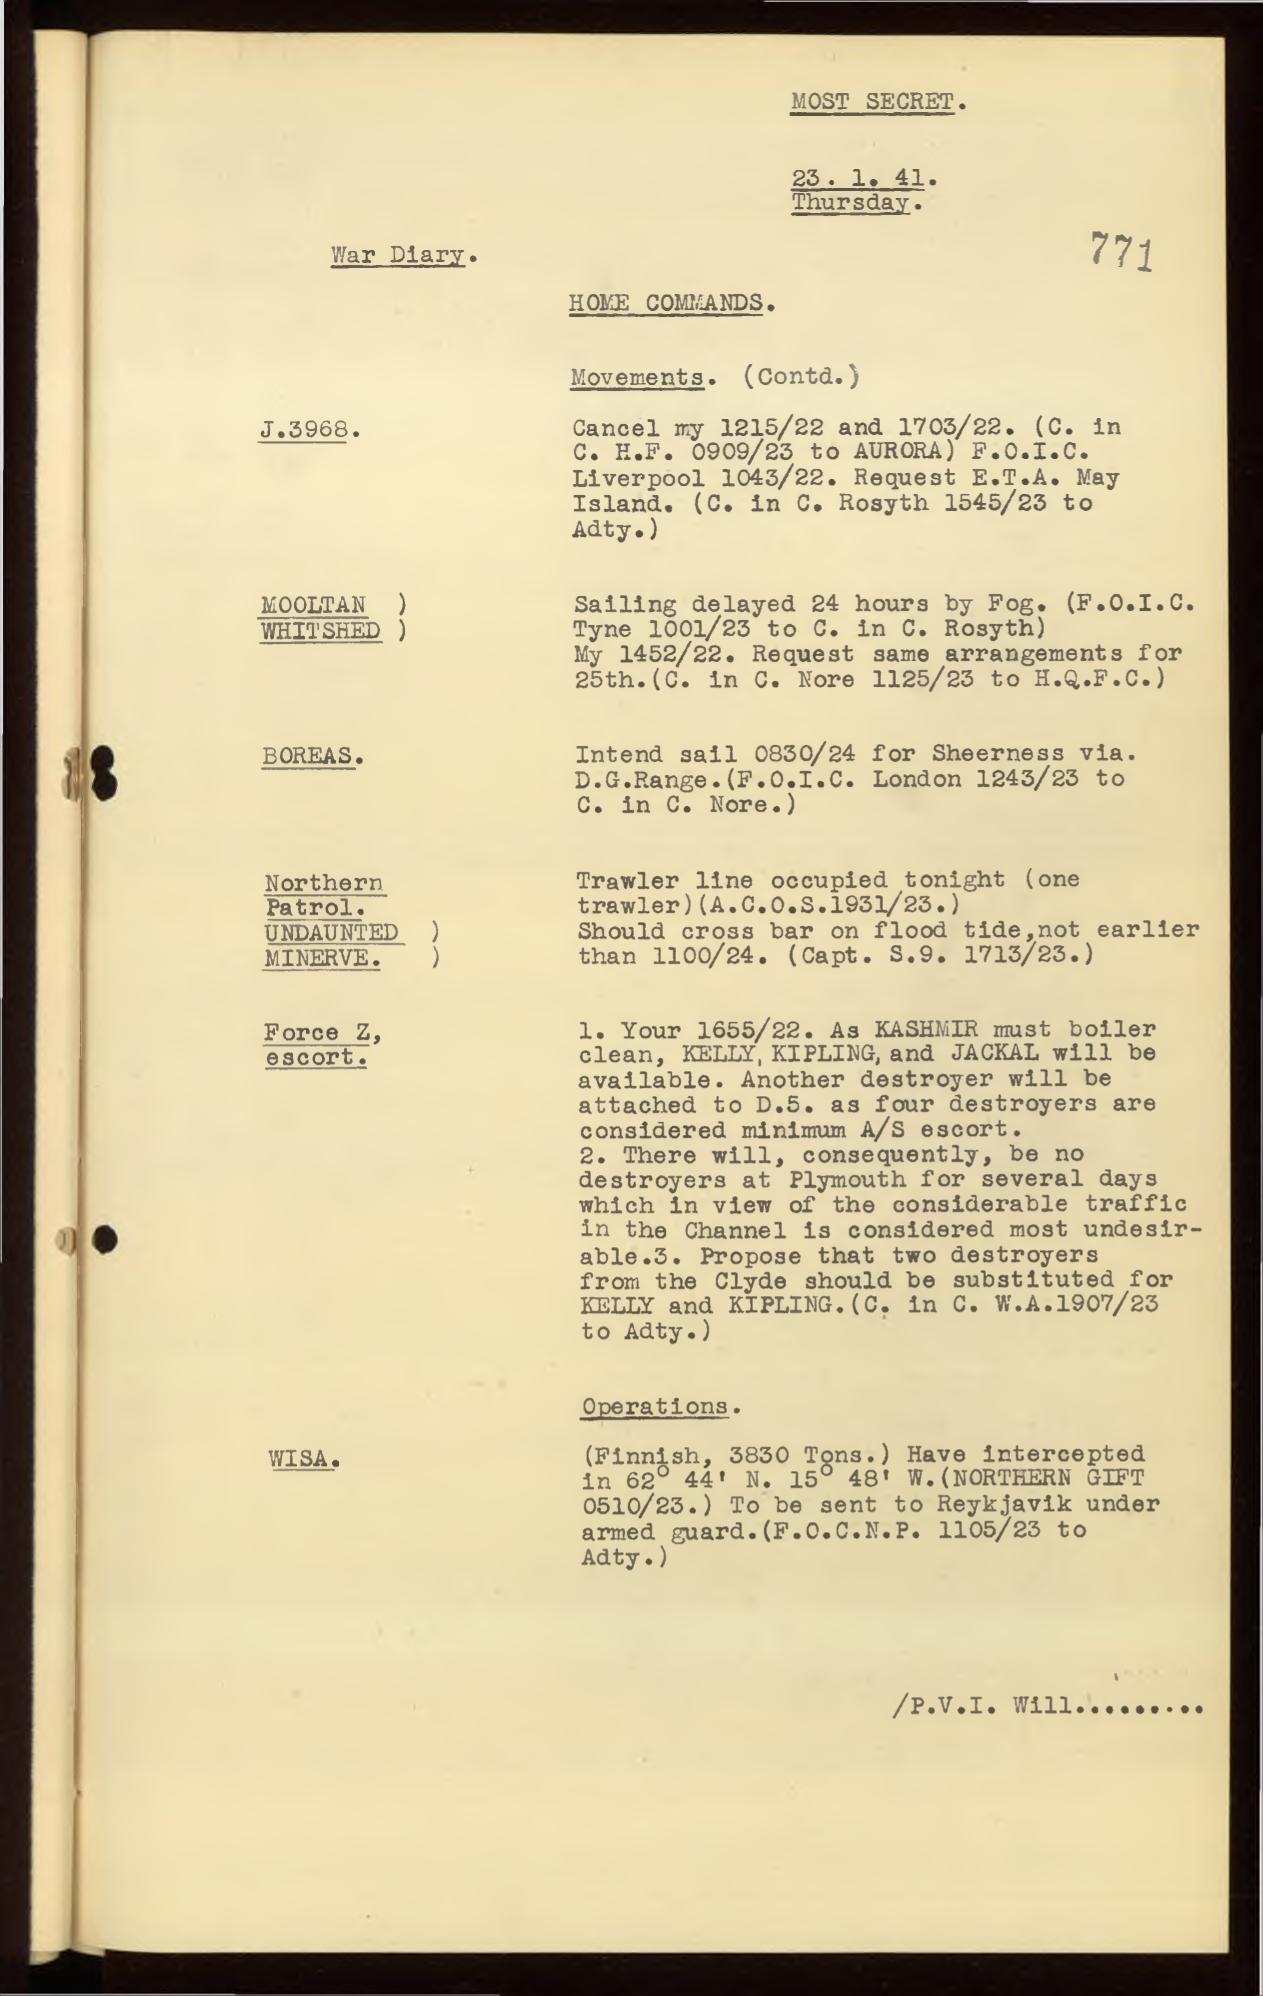 MOST SECRET.
23. 1. 41.
Thursday.
771
War Diary.
HOME COMMANDS.
Movements. (Contd.)
J.3968.
Cancel my 1215/22 and 1703/22. (C. in
C. H.F. 0909/23 to AURORA) F.O.I.C.
Liverpool 1043/22. Request E.T.A. May
Island. (C. in C. Rosyth 1545/23 to
Adty.)
MOOLTAN )
WHITSHED )
Sailing delayed 24 hours by Fog. (F.O.I.C.
Tyne 1001/23 to C. in C. Rosyth)
My 1452/22. Request same arrangements for
25th.(C. in C. Nore 1125/23 to H.Q.F.C.)
BOREAS.
Intend sail 0830/24 for Sheerness via.
D.G.Range.(F.O.I.C. London 1243/23 to
C. in C. Nore.)
Northern
Patrol.
Trawler line occupied tonight (one
trawler)(A.C.O.S.1931/23.)
UNDAUNTED )
MINERVE. )
Should cross bar on flood tide,not earlier
than 1100/24. (Capt. S.9. 1713/23.)
Force Z,
escort.
1. Your 1655/22. As KASHMIR must boiler
clean, KELLY, KIPLING, and JACKAL will be
available. Another destroyer will be
attached to D.5. as four destroyers are
considered minimum A/S escort.
2. There will, consequently, be no
destroyers at Plymouth for several days
which in view of the considerable traffic
in the Channel is considered most undesir-
able.3. Propose that two destroyers
from the Clyde should be substituted for
KELLY and KIPLING.(C. in C. W.A.1907/23
to Adty.)
Operations.
WISA.
(Finnish, 3830 Tons.) Have intercepted
in 62° 44' N. 15° 48' W.(NORTHERN GIFT
0510/23.) To be sent to Reykjavik under
armed guard.(F.O.C.N.P. 1105/23 to
Adty.)
/P.V.I. Will.........